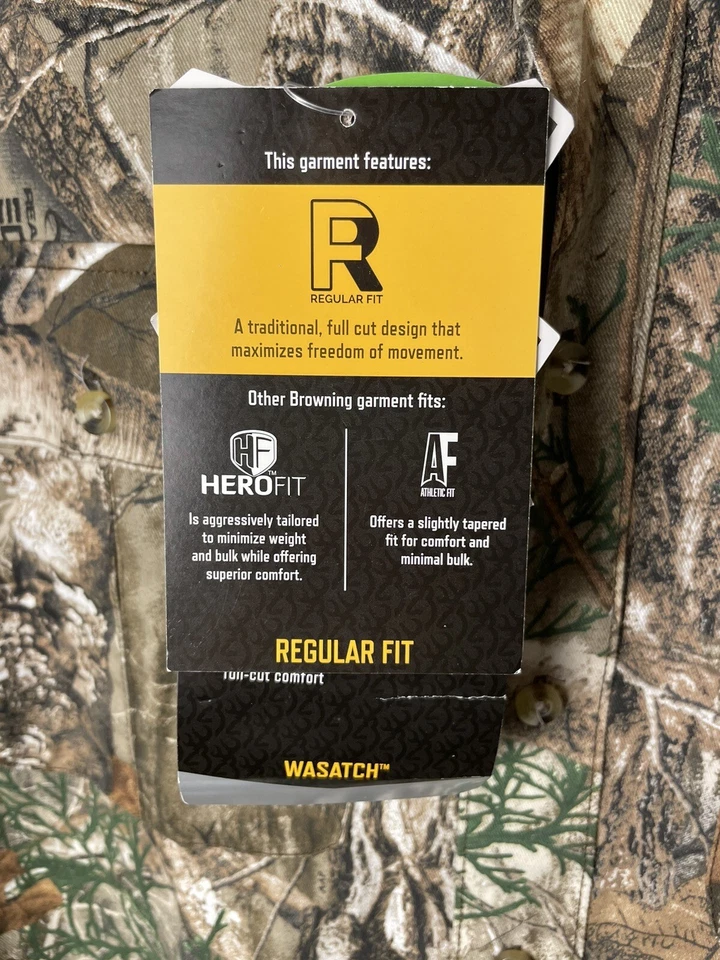 This garment features:
R
REGULAR FIT
A traditional, full cut design that
maximizes freedom of movement.
Other Browning garment fits:
HF
HEROFIT™
Is aggressively tailored
to minimize weight
and bulk while offering
superior comfort.
AF
ATHLETIC FIT
Offers a slightly tapered
fit for comfort and
minimal bulk.
REGULAR FIT
full-cut comfort
WASATCH™